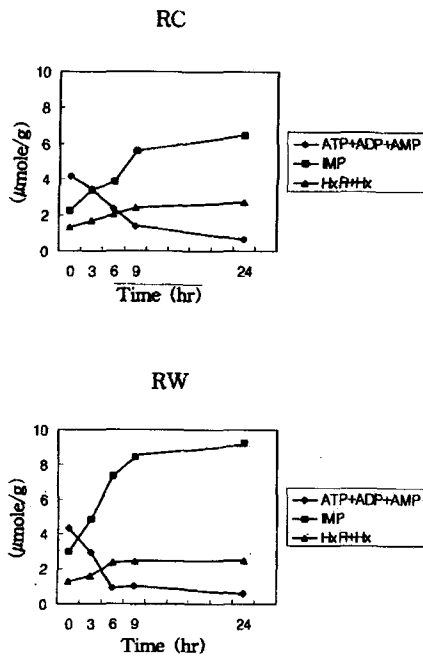 RC
10
8
6
4
2
0
(μmole/g)
0 3 6 9 24
Time (hr)
ATP+ADP+AMP
IMP
HxR+Hx
RW
10
8
6
4
2
0
(μmole/g)
0 3 6 9 24
Time (hr)
ATP+ADP+AMP
IMP
HxR+Hx